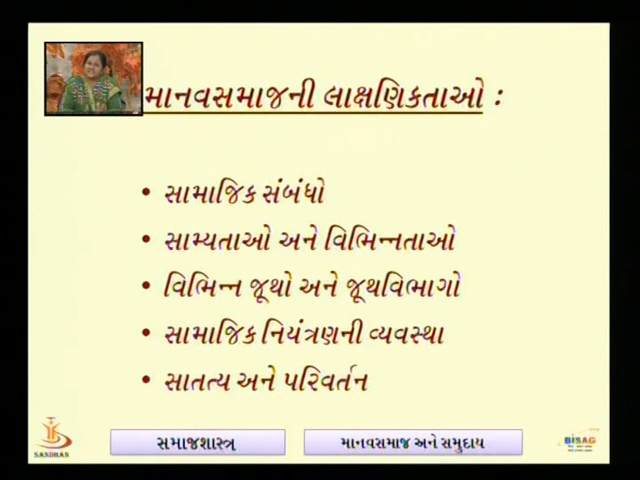 માનવસમાજની લાક્ષણિકતાઓ :
• સામાજિક સંબંધો
• સામ્યતાઓ અને વિભિન્નતાઓ
• વિભિન્ન જૂથો અને જૂથવિભાગો
• સામાજિક નિયંત્રણની વ્યવસ્થા
• સાતત્ય અને પરિવર્તન
સમાજશાસ્ત્ર
માનવસમાજ અને સમુદાય
SANDHAN
BISAG